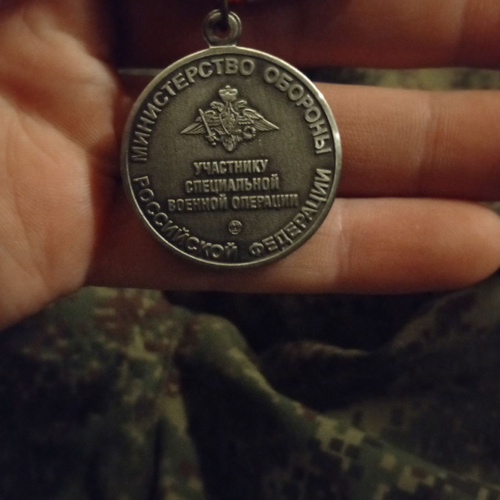 МИНИСТЕРСТВО ОБОРОНЫ
УЧАСТНИКУ
СПЕЦИАЛЬНОЙ
ВОЕННОЙ ОПЕРАЦИИ
РОССИЙСКОЙ ФЕДЕРАЦИИ